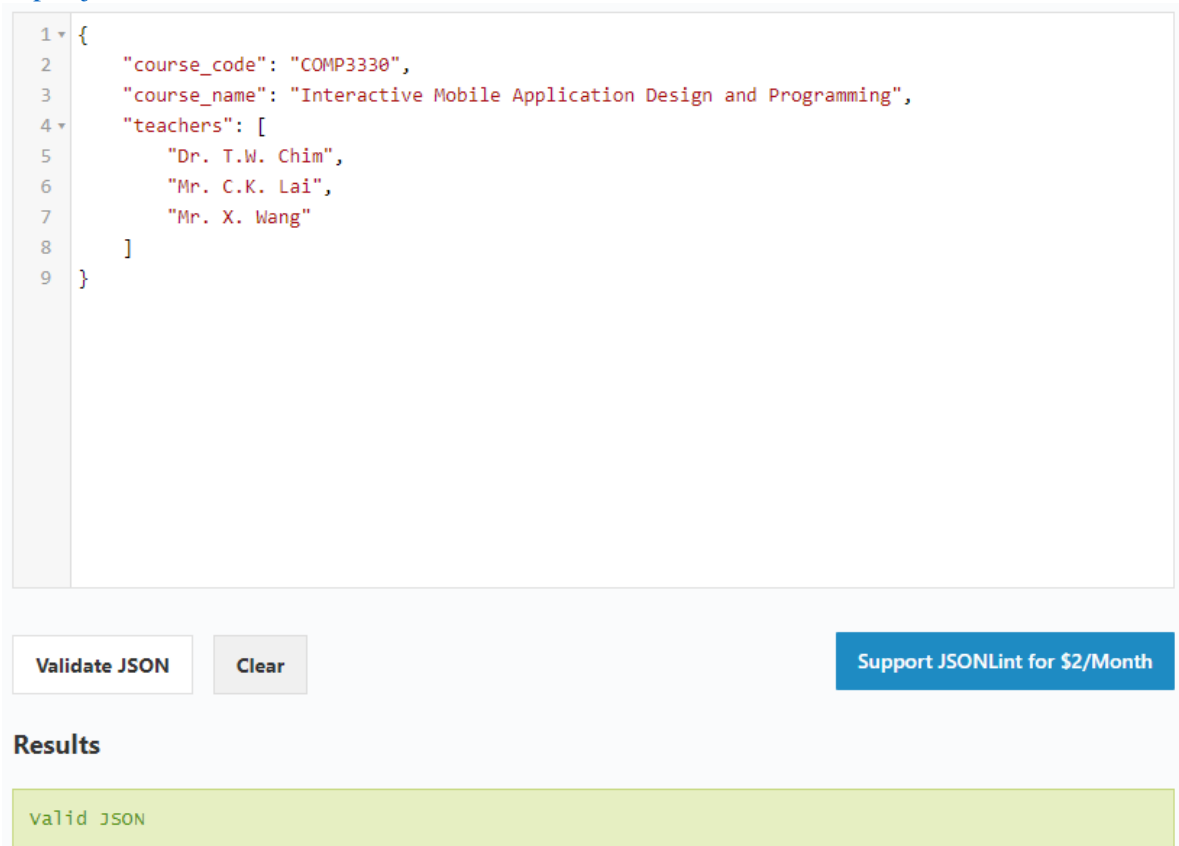 1 {
2 "course_code": "COMP3330",
3 "course_name": "Interactive Mobile Application Design and Programming",
4 "teachers": [
5 "Dr. T.W. Chim",
6 "Mr. C.K. Lai",
7 "Mr. X. Wang"
8 ]
9 }
Validate JSON Clear Support JSONLint for $2/Month
Results
Valid JSON